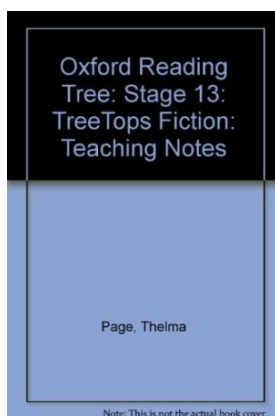 Oxford Reading
Tree: Stage 13:
TreeTops Fiction:
Teaching Notes
Page, Thelma
Note: This is not the actual book cover